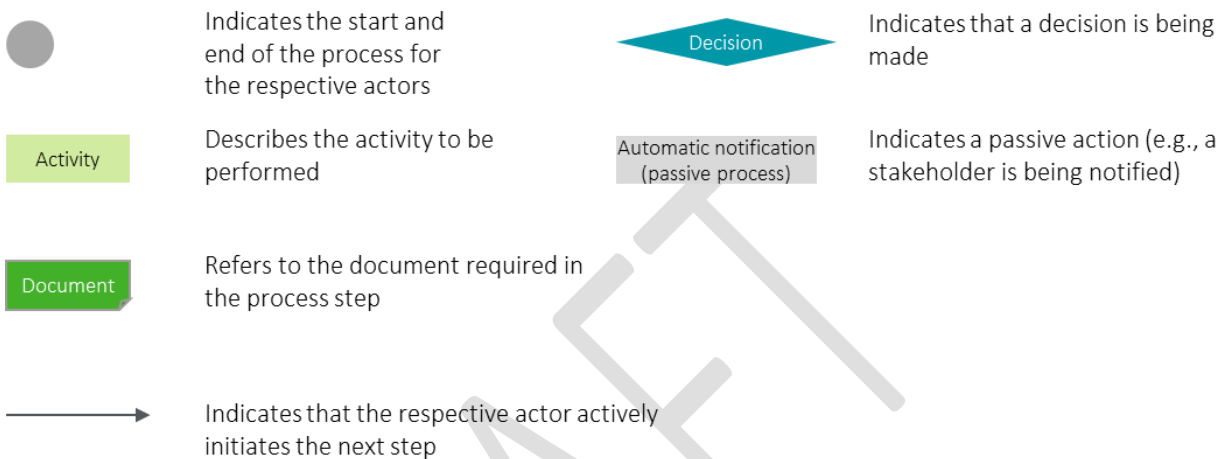 Indicates the start and
end of the process for
the respective actors
Decision
Indicates that a decision is being
made
Activity
Describes the activity to be
performed
Automatic notification
(passive process)
Indicates a passive action (e.g., a
stakeholder is being notified)
Document
Refers to the document required in
the process step
Indicates that the respective actor actively
initiates the next step